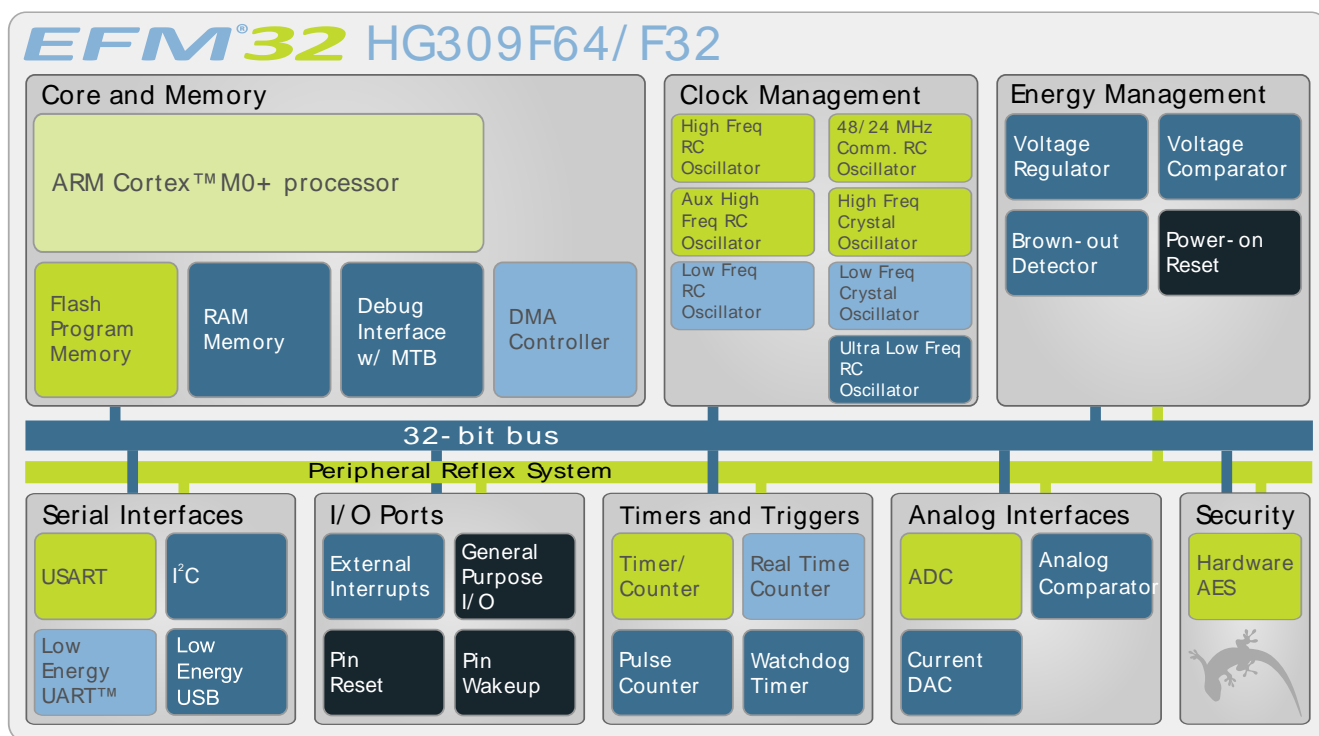 EFM®32 HG309F64/F32
Core and Memory
ARM Cortex™ M0+ processor
Flash
Program
Memory
RAM
Memory
Debug
Interface
w/ MTB
DMA
Controller
Clock Management
High Freq
RC
Oscillator
48/24 MHz
Comm. RC
Oscillator
Aux High
Freq RC
Oscillator
High Freq
Crystal
Oscillator
Low Freq
RC
Oscillator
Low Freq
Crystal
Oscillator
Ultra Low Freq
RC
Oscillator
Energy Management
Voltage
Regulator
Voltage
Comparator
Brown-out
Detector
Power-on
Reset
32-bit bus
Peripheral Reflex System
Serial Interfaces
USART
I²C
Low
Energy
UART™
Low
Energy
USB
I/O Ports
External
Interrupts
General
Purpose
I/O
Pin
Reset
Pin
Wakeup
Timers and Triggers
Timer/
Counter
Real Time
Counter
Pulse
Counter
Watchdog
Timer
Analog Interfaces
ADC
Analog
Comparator
Current
DAC
Security
Hardware
AES